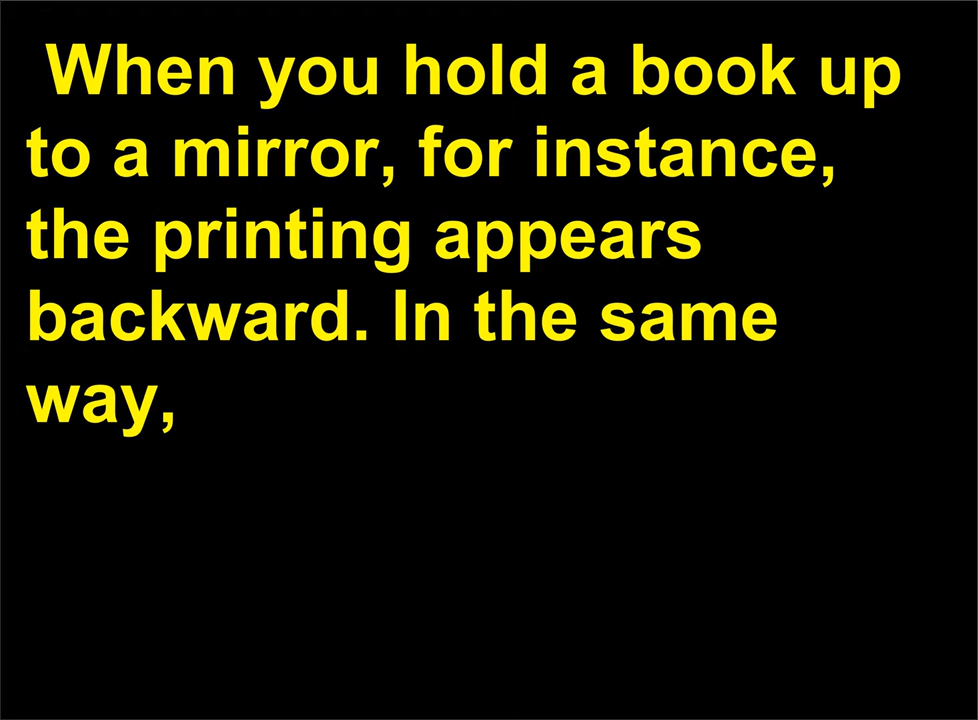 When you hold a book up
to a mirror, for instance,
the printing appears
backward. In the same
way,